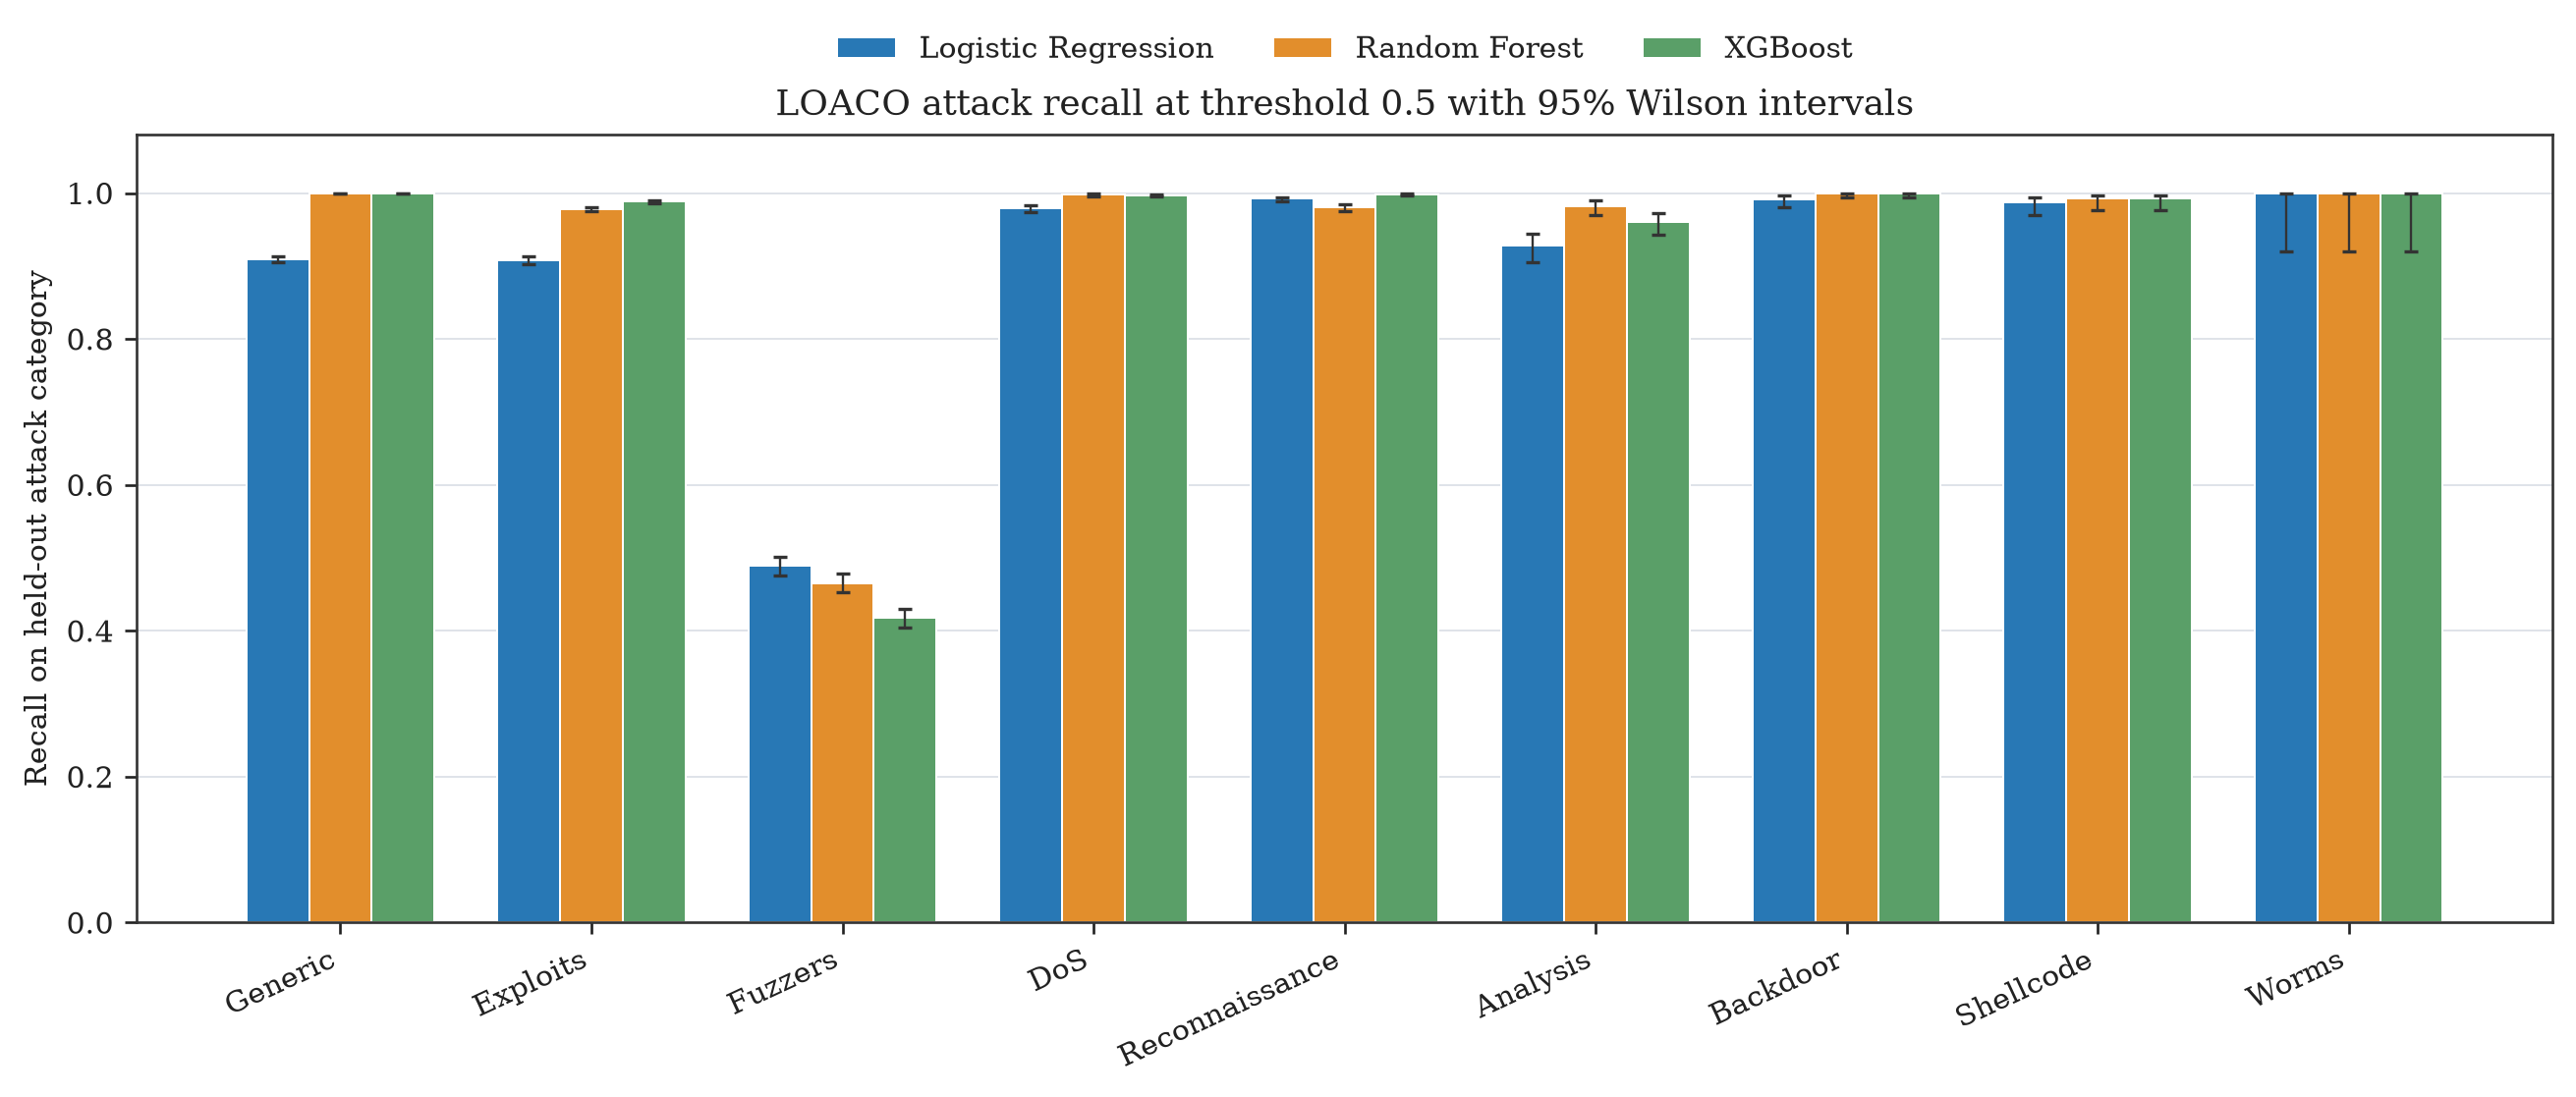 Logistic Regression Random Forest XGBoost
LOACO attack recall at threshold 0.5 with 95% Wilson intervals
Recall on held-out attack category
1.0
0.8
0.6
0.4
0.2
0.0
Generic Exploits Fuzzers DoS Reconnaissance Analysis Backdoor Shellcode Worms